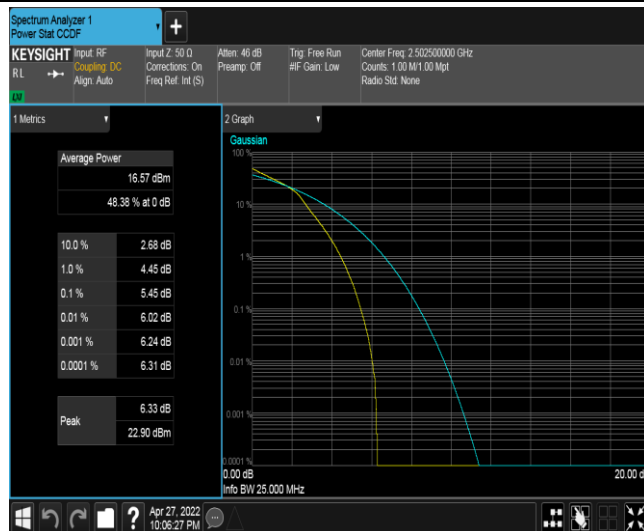 Spectrum Analyzer 1
Power Stat CCDF
+
KEYSIGHT
RL
LXI
Input: RF
Coupling: DC
Align: Auto
Input Z: 50 Ω
Corrections: On
Freq Ref: Int (S)
Atten: 46 dB
Preamp: Off
Trig: Free Run
#IF Gain: Low
Center Freq: 2.502500000 GHz
Counts: 1.00 M/1.00 Mpt
Radio Std: None
1 Metrics
Average Power
16.57 dBm
48.38 % at 0 dB
10.0 % 2.68 dB
1.0 % 4.45 dB
0.1 % 5.45 dB
0.01 % 6.02 dB
0.001 % 6.24 dB
0.0001 % 6.31 dB
Peak
6.33 dB
22.90 dBm
2 Graph
Gaussian
100 %
10 %
1 %
0.1 %
0.01 %
0.001 %
0.0001 %
0.00 dB
20.00 d
Info BW 25.000 MHz
?
Apr 27, 2022
10:06:27 PM